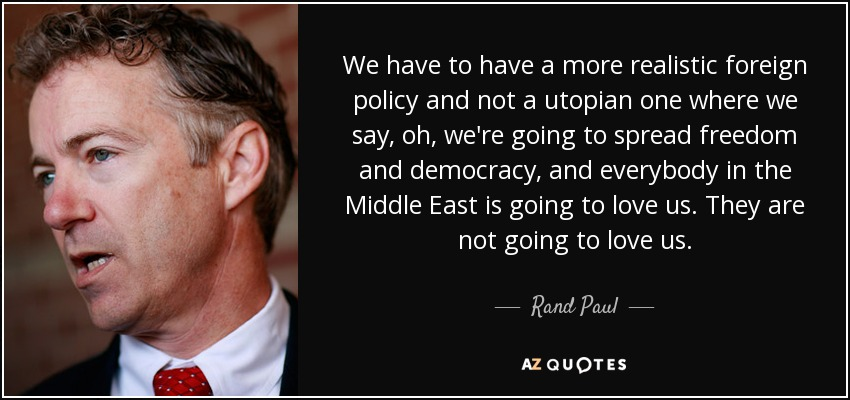 We have to have a more realistic foreign
policy and not a utopian one where we
say, oh, we're going to spread freedom
and democracy, and everybody in the
Middle East is going to love us. They are
not going to love us.
Rand Paul
AZ QUOTES